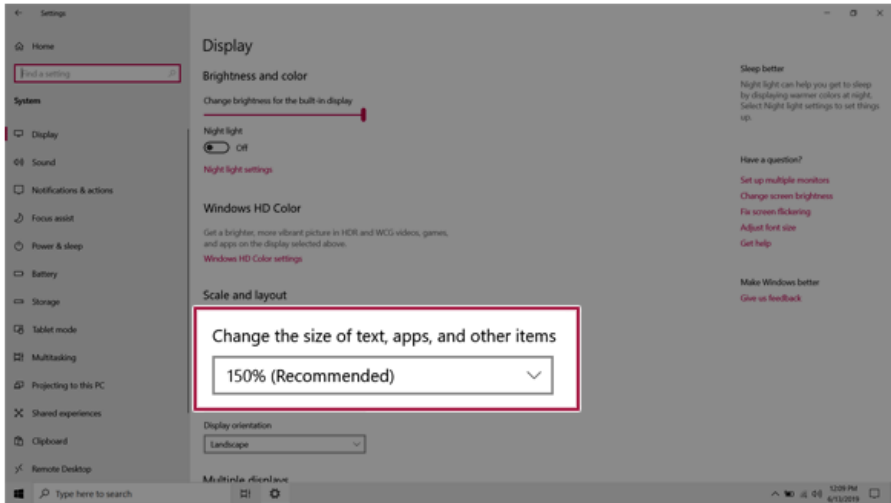 Settings
Home
Find a setting
System
Display
Sound
Notifications & actions
Focus assist
Power & sleep
Battery
Storage
Tablet mode
Multitasking
Projecting to this PC
Shared experiences
Clipboard
Remote Desktop
Display
Brightness and color
Change brightness for the built-in display
Night light
Off
Night light settings
Windows HD Color
Get a brighter, more vibrant picture in HDR and WCG videos, games,
and apps on the display selected above.
Windows HD Color settings
Scale and layout
Change the size of text, apps, and other items
150% (Recommended)
Display orientation
Landscape
Multiple displays
Sleep better
Night light can help you get to sleep
by displaying warmer colors at night.
Select Night light settings to set things
up.
Have a question?
Set up multiple monitors
Change screen brightness
Fix screen flickering
Adjust font size
Get help
Make Windows better
Give us feedback
Type here to search
12:09 PM
6/13/2019